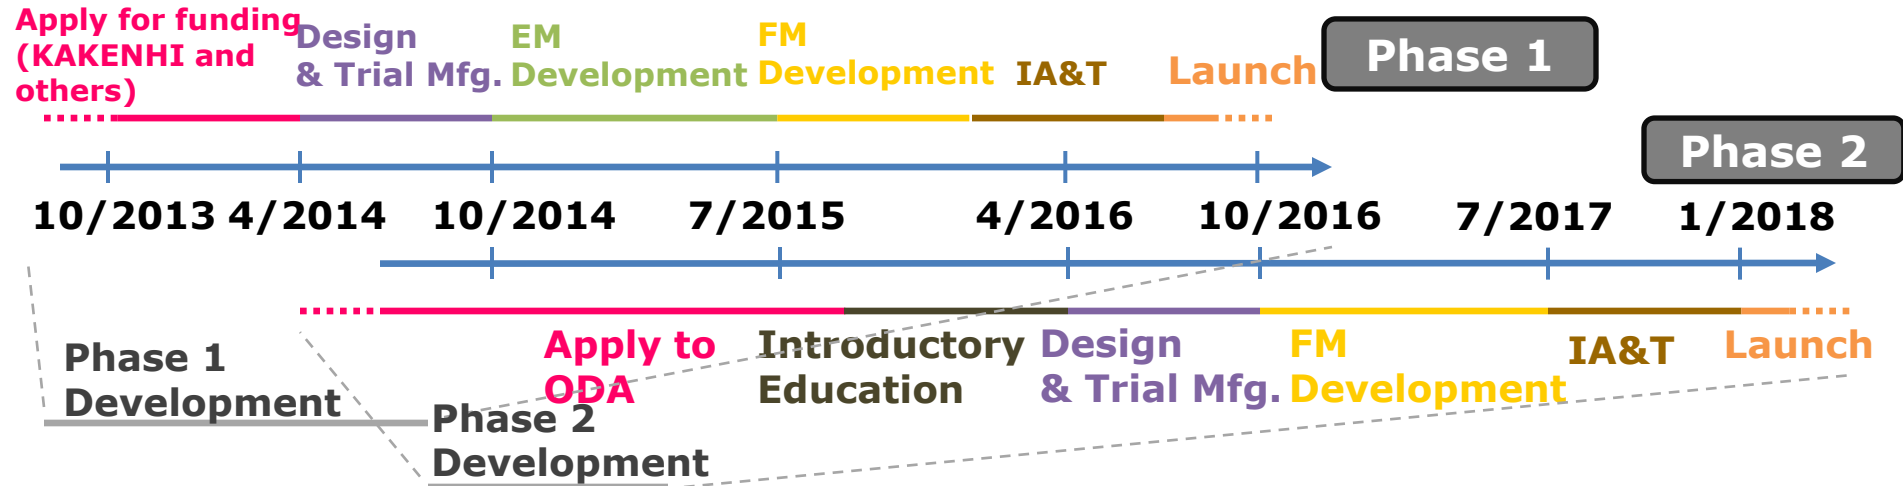 Apply for funding
(KAKENHI and
others)
Design
& Trial Mfg.
EM
Development
FM
Development
IA&T
Launch
Phase 1
Phase 2
10/2013 4/2014 10/2014 7/2015 4/2016 10/2016 7/2017 1/2018
Apply to
ODA
Introductory
Education
Design
& Trial Mfg.
FM
Development
IA&T
Launch
Phase 1
Development
Phase 2
Development